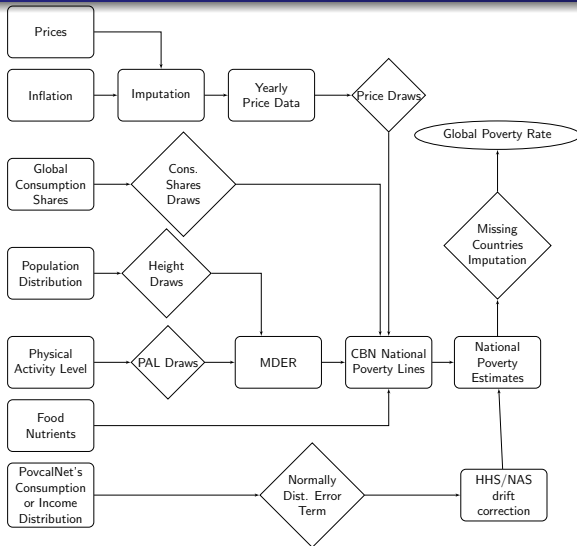 Prices
Inflation
Imputation
Yearly
Price Data
Price Draws
Global Poverty Rate
Global
Consumption
Shares
Cons.
Shares
Draws
Missing
Countries
Imputation
Population
Distribution
Height
Draws
Physical
Activity Level
PAL Draws
MDER
CBN National
Poverty Lines
National
Poverty
Estimates
Food
Nutrients
PovcalNet's
Consumption
or Income
Distribution
Normally
Dist. Error
Term
HHS/NAS
drift
correction